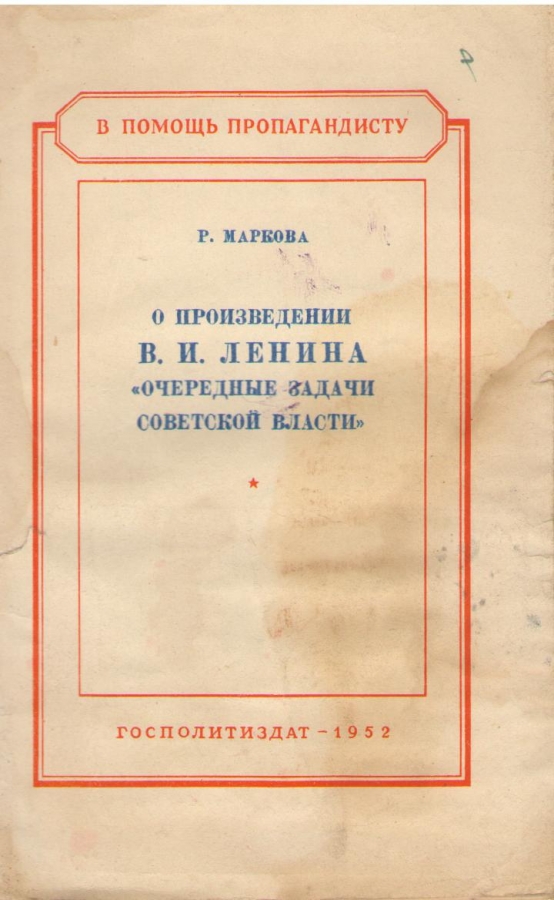 В ПОМОЩЬ ПРОПАГАНДИСТУ
Р. МАРКОВА
О ПРОИЗВЕДЕНИИ
В. И. ЛЕНИНА
«ОЧЕРЕДНЫЕ ЗАДАЧИ
СОВЕТСКОЙ ВЛАСТИ»
ГОСПОЛИТИЗДАТ – 1952